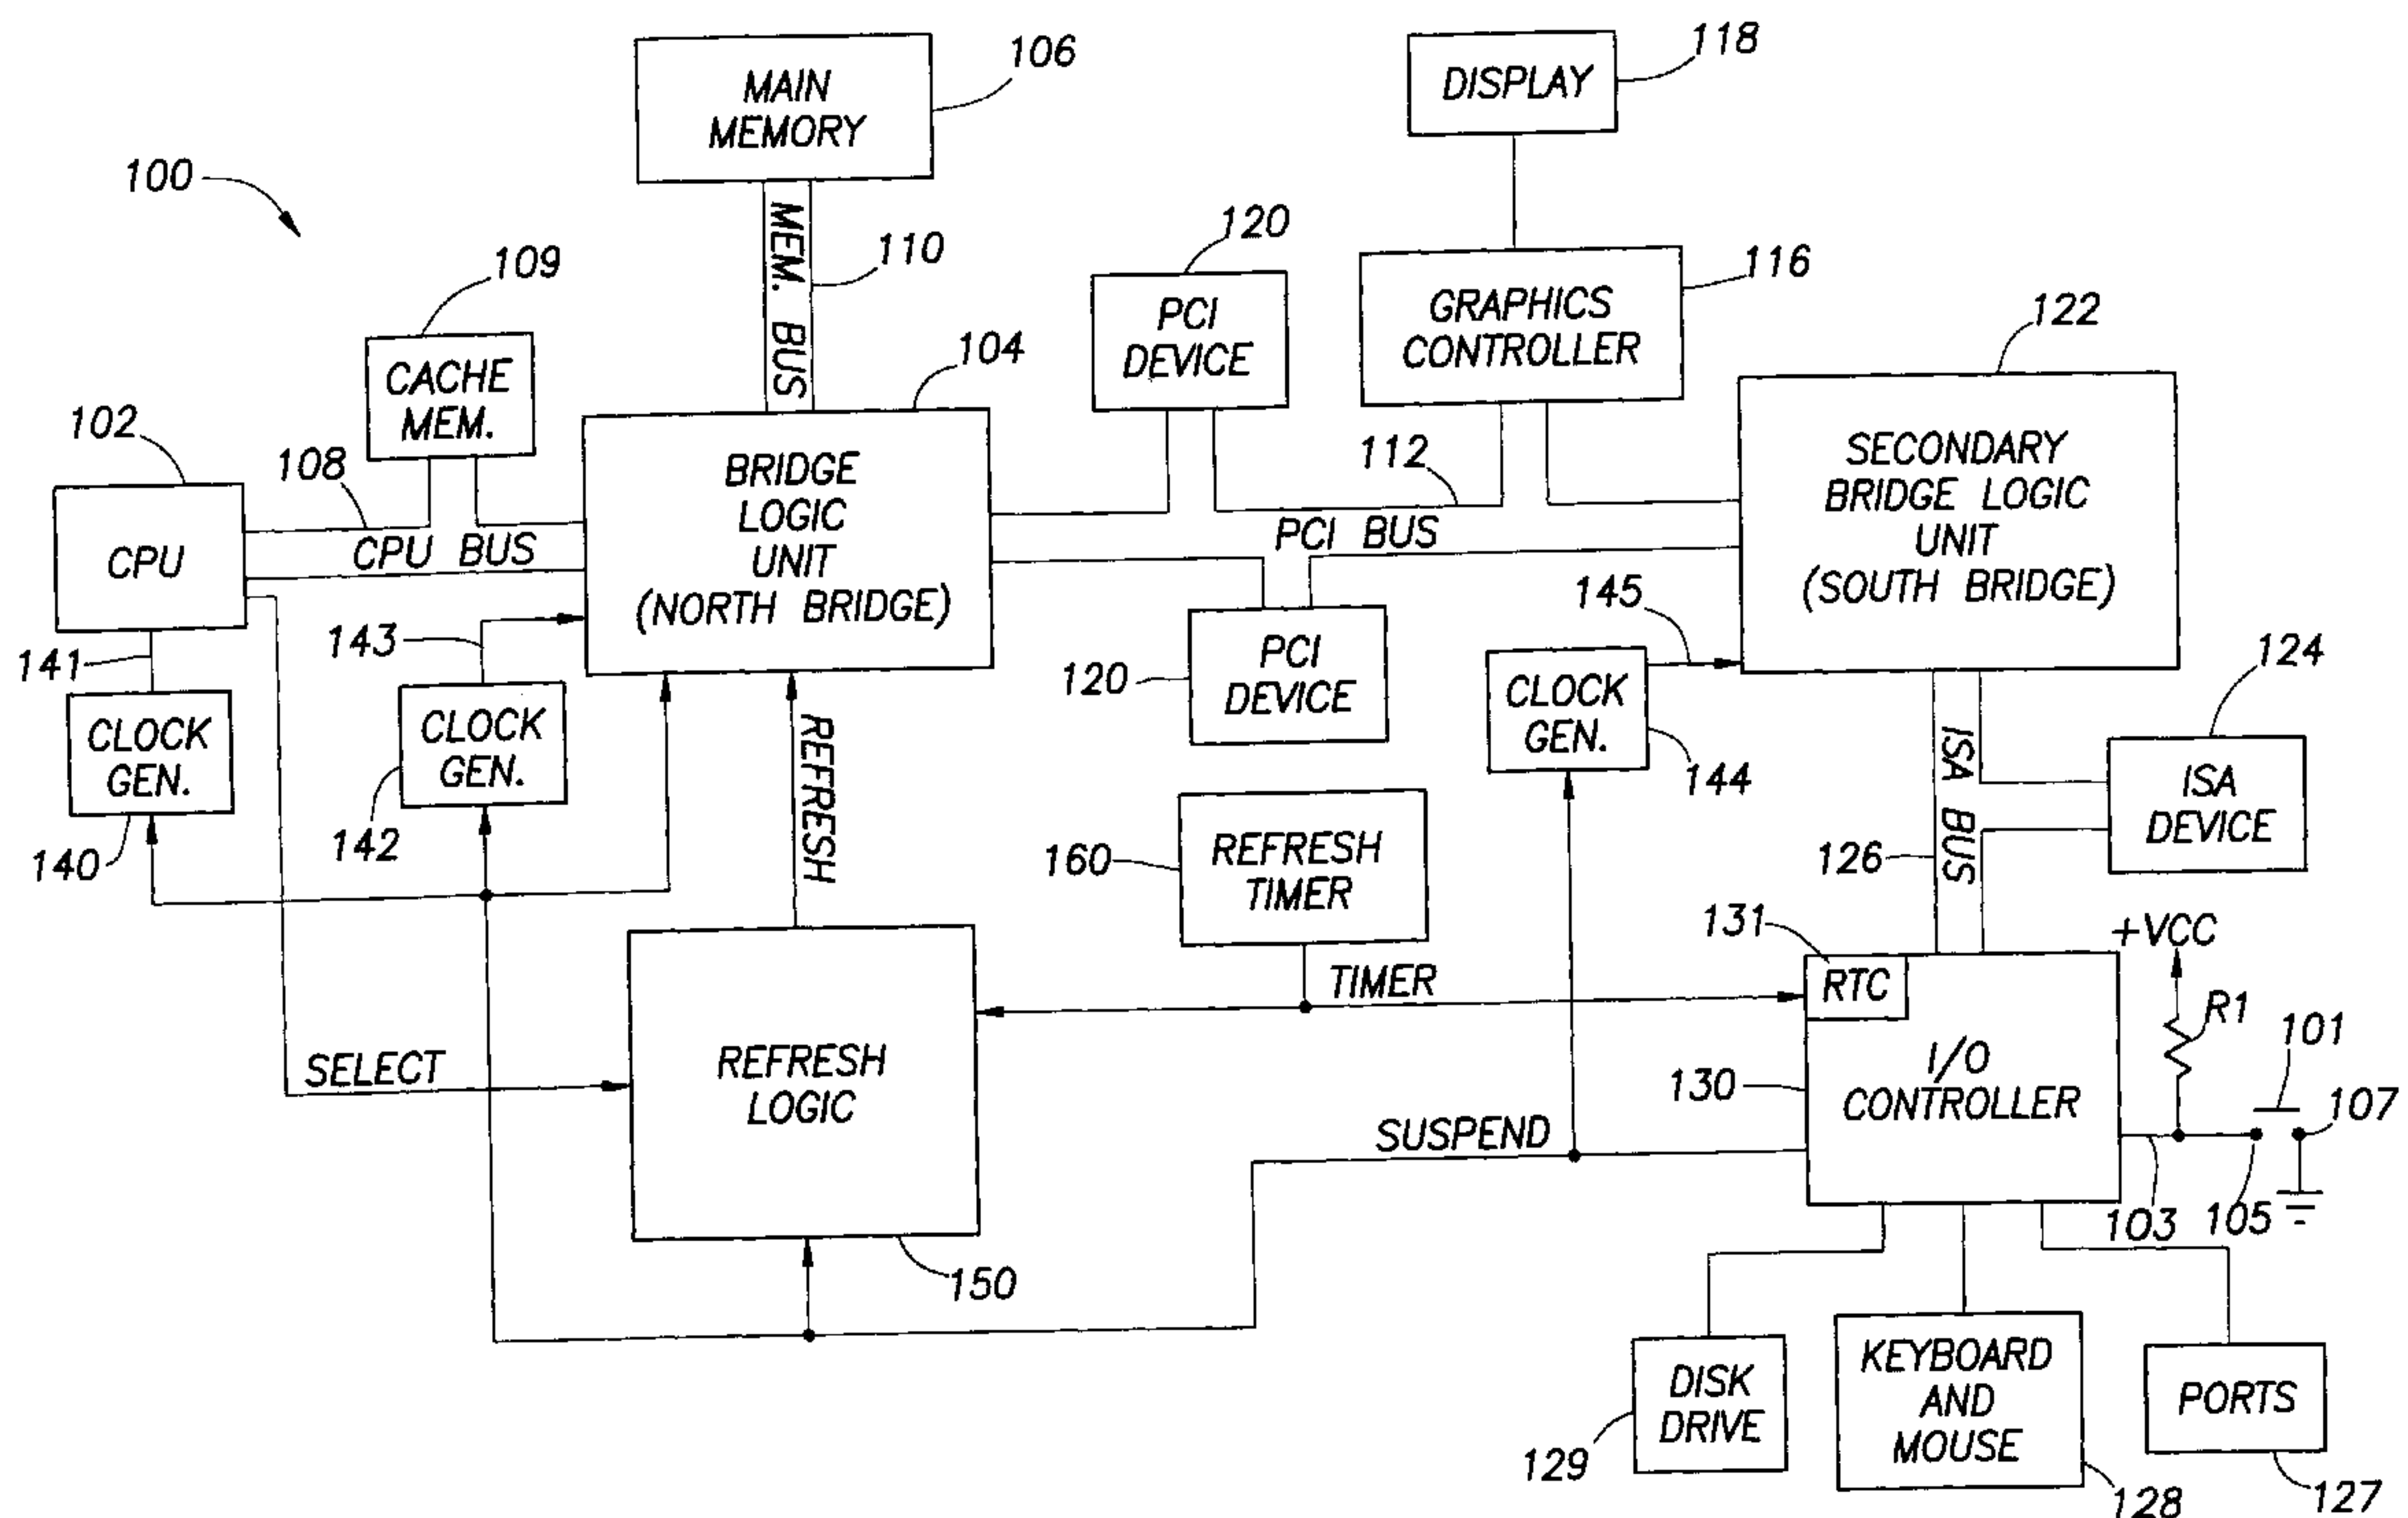 106
118
MAIN
MEMORY
DISPLAY
100
MEM. BUS
110
120
116
109
PCI
DEVICE
GRAPHICS
CONTROLLER
122
104
CACHE
MEM.
102
108
112
BRIDGE
LOGIC
UNIT
(NORTH BRIDGE)
SECONDARY
BRIDGE LOGIC
UNIT
(SOUTH BRIDGE)
CPU
CPU BUS
PCI BUS
145
143
141
124
120
PCI
DEVICE
CLOCK
GEN.
CLOCK
GEN.
CLOCK
GEN.
REFRESH
144
ISA BUS
ISA
DEVICE
140
142
160
REFRESH
TIMER
126
131
+VCC
RTC
TIMER
R1
101
SELECT
REFRESH
LOGIC
130
I/O
CONTROLLER
107
SUSPEND
103
105
150
DISK
DRIVE
KEYBOARD
AND
MOUSE
PORTS
129
128
127